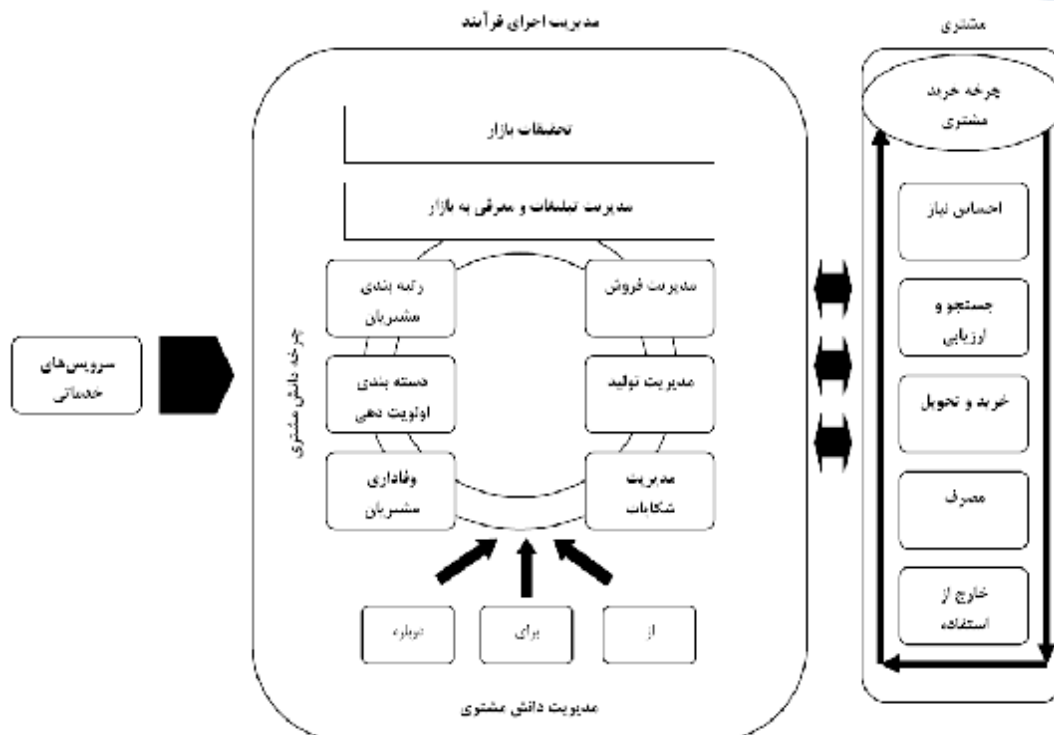 مشتری
مدیریت اجرای فرآیند
چرخه خرید
مشتری
احساس نیاز
جستجو و
ارزیابی
خرید و تحویل
مصرف
خارج از
استفاده
تحقیقات بازار
مدیریت تبلیغات و معرفی به بازار
مدیریت فروش
رتبه بندی
مشتریان
مدیریت تولید
دسته بندی
اولویت دهی
مدیریت
شکایات
وفاداری
مشتریان
چرخه دانش مشتری
از
برای
درباره
مدیریت دانش مشتری
سرویس‌های
خدماتی